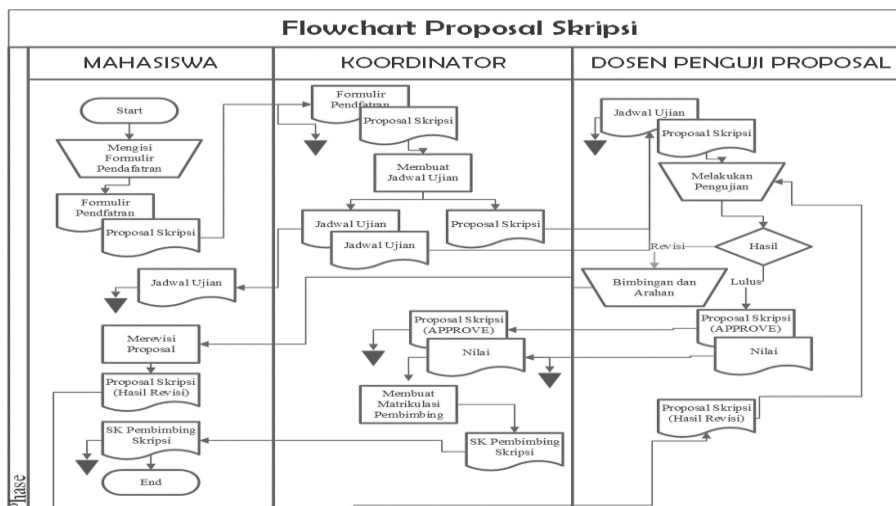 Flowchart Proposal Skripsi
MAHASISWA
KOORDINATOR
DOSEN PENGUJI PROPOSAL
Start
Mengisi
Formulir
Pendafatran
Formulir
Pendfatran
Proposal Skripsi
Jadwal Ujian
Merevisi
Proposal
Proposal Skripsi
(Hasil Revisi)
SK Pembimbing
Skripsi
End
Formulir
Pendfatran
Proposal Skripsi
Membuat
Jadwal Ujian
Jadwal Ujian
Jadwal Ujian
Proposal Skripsi
Proposal Skripsi
(APPROVE)
Nilai
Membuat
Matrikulasi
Pembimbing
SK Pembimbing
Skripsi
Jadwal Ujian
Proposal Skripsi
Melakukan
Pengujian
Hasil
Revisi
Lulus
Bimbingan dan
Arahan
Proposal Skripsi
(APPROVE)
Nilai
Proposal Skripsi
(Hasil Revisi)
Phase